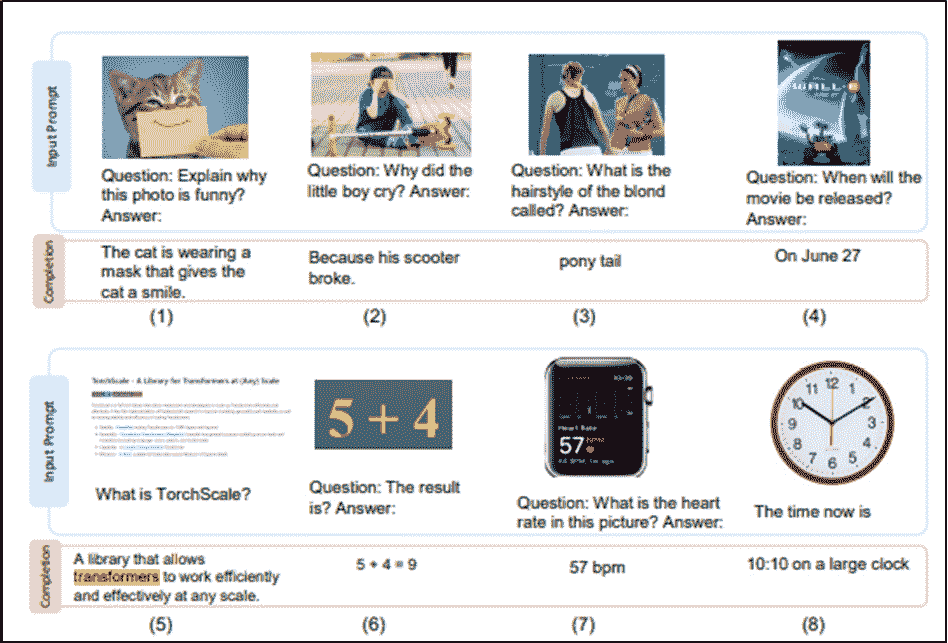 Input Prompt
WALL
Question: Explain why
this photo is funny?
Answer:
Question: Why did the
little boy cry? Answer:
Question: What is the
hairstyle of the blond
called? Answer:
Question: When will the
movie be released?
Answer:
Completion
The cat is wearing a
mask that gives the
cat a smile.
Because his scooter
broke.
pony tail
On June 27
(1)
(2)
(3)
(4)
Input Prompt
TorchScale - A Library for Transformers at (Any) Scale
What is TorchScale?
5 + 4
Question: The result
is? Answer:
Heart Rate
57 BPM
Question: What is the heart
rate in this picture? Answer:
12
1
2
3
4
5
6
7
8
9
10
11
The time now is
Completion
A library that allows
transformers to work efficiently
and effectively at any scale.
5 + 4 = 9
57 bpm
10:10 on a large clock
(5)
(6)
(7)
(8)